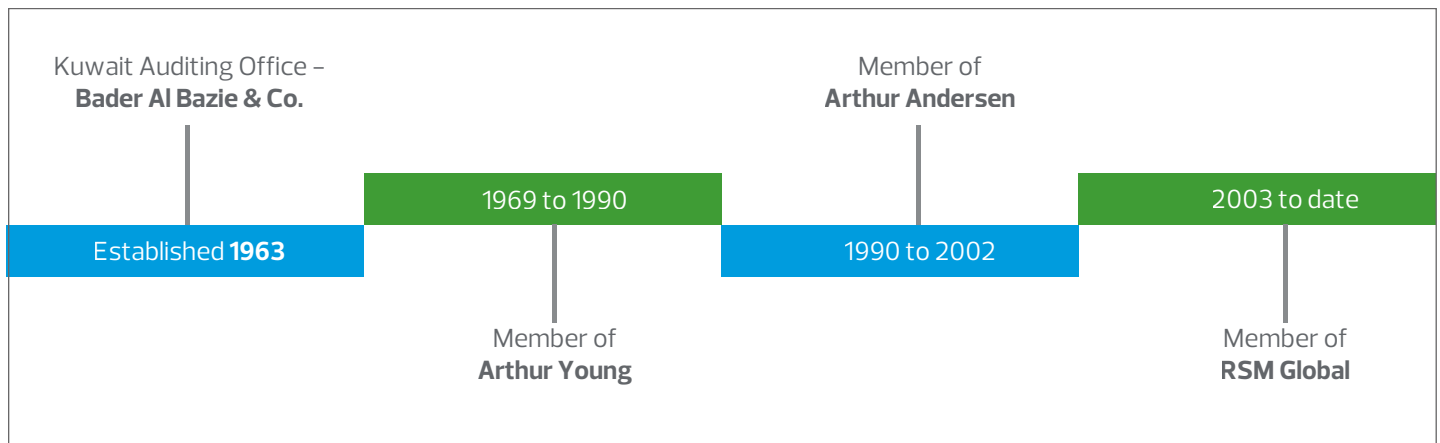 Kuwait Auditing Office –
Bader Al Bazie & Co.
Established 1963
1969 to 1990
Member of
Arthur Young
Member of
Arthur Andersen
1990 to 2002
2003 to date
Member of
RSM Global